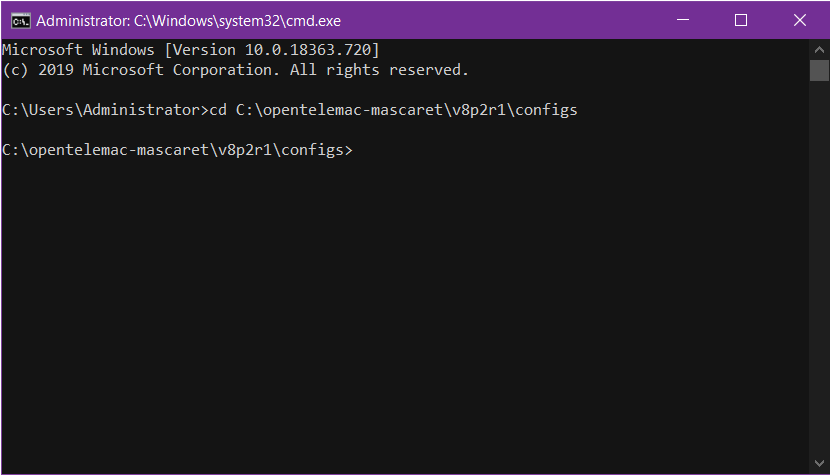 Administrator: C:\Windows\system32\cmd.exe
Microsoft Windows [Version 10.0.18363.720]
(c) 2019 Microsoft Corporation. All rights reserved.
C:\Users\Administrator>cd C:\opentelemac-mascaret\v8p2r1\configs
C:\opentelemac-mascaret\v8p2r1\configs>